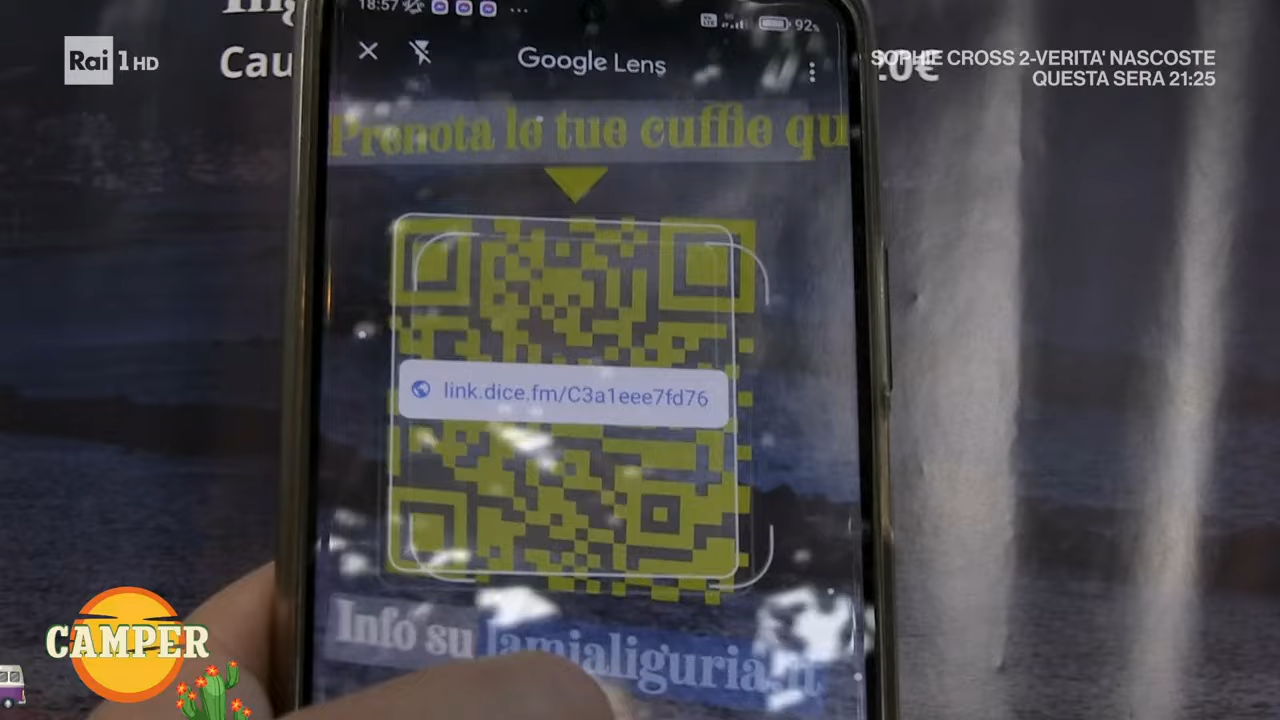 18:57
92%
Rai 1 HD
Cau
Google Lens
20€
SOPHIE CROSS 2-VERITA' NASCOSTE
QUESTA SERA 21:25
Prenota le tue cuffie qu
link.dice.fm/C3a1eee7fd76
Info su lamialiguria.it
CAMPER